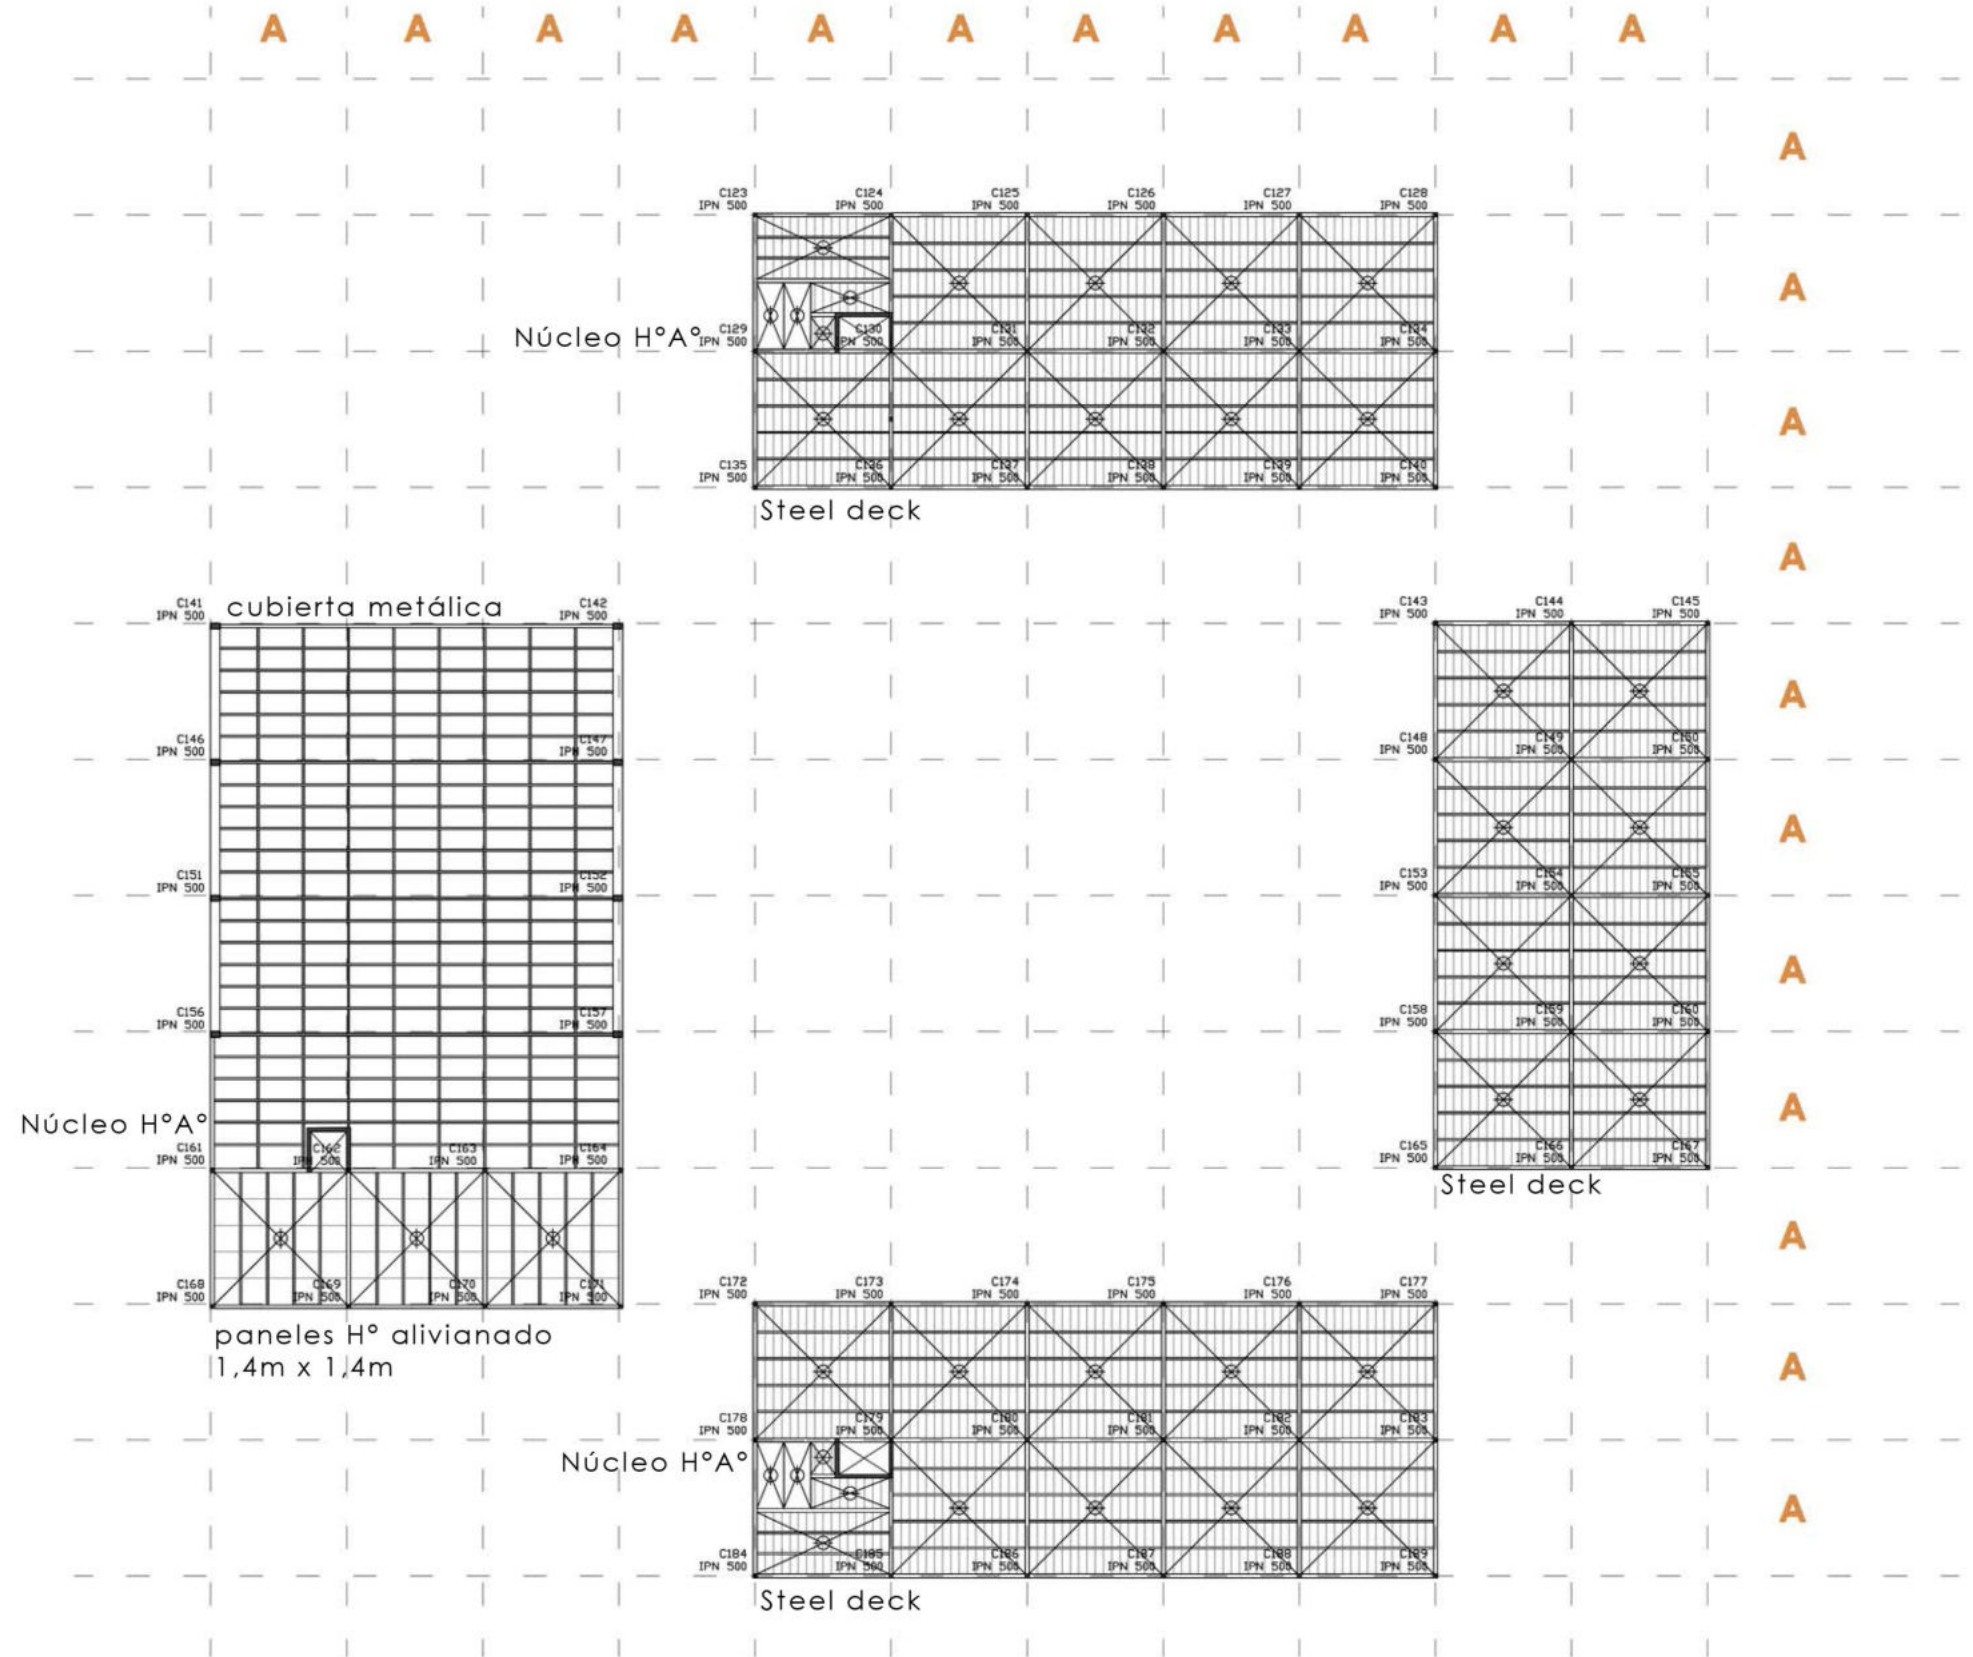 A A A A A A A A A A A
A
C123 C124 C125 C126 C127 C128
IPN 500 IPN 500 IPN 500 IPN 500 IPN 500 IPN 500
A
Núcleo H°A°
C129 C130 C131 C132 C133 C134
IPN 500 IPN 500 IPN 500 IPN 500 IPN 500 IPN 500
A
C135 C136 C137 C138 C139 C140
IPN 500 IPN 500 IPN 500 IPN 500 IPN 500 IPN 500
Steel deck
A
cubierta metálica
C141 C142 C143 C144 C145
IPN 500 IPN 500 IPN 500 IPN 500 IPN 500
A
C146 C147 C148 C149 C150
IPN 500 IPN 500 IPN 500 IPN 500 IPN 500
A
C151 C152 C153 C154 C155
IPN 500 IPN 500 IPN 500 IPN 500 IPN 500
A
C156 C157 C158 C159 C160
IPN 500 IPN 500 IPN 500 IPN 500 IPN 500
A
Núcleo H°A°
C161 C162 C163 C164 C165 C166 C167
IPN 500 IPN 500 IPN 500 IPN 500 IPN 500 IPN 500 IPN 500
Steel deck
A
C168 C169 C170 C171
IPN 500 IPN 500 IPN 500 IPN 500
paneles H° alivianado
1,4m x 1,4m
C172 C173 C174 C175 C176 C177
IPN 500 IPN 500 IPN 500 IPN 500 IPN 500 IPN 500
A
C178 C179 C180 C181 C182 C183
IPN 500 IPN 500 IPN 500 IPN 500 IPN 500 IPN 500
Núcleo H°A°
A
C184 C185 C186 C187 C188 C189
IPN 500 IPN 500 IPN 500 IPN 500 IPN 500 IPN 500
Steel deck